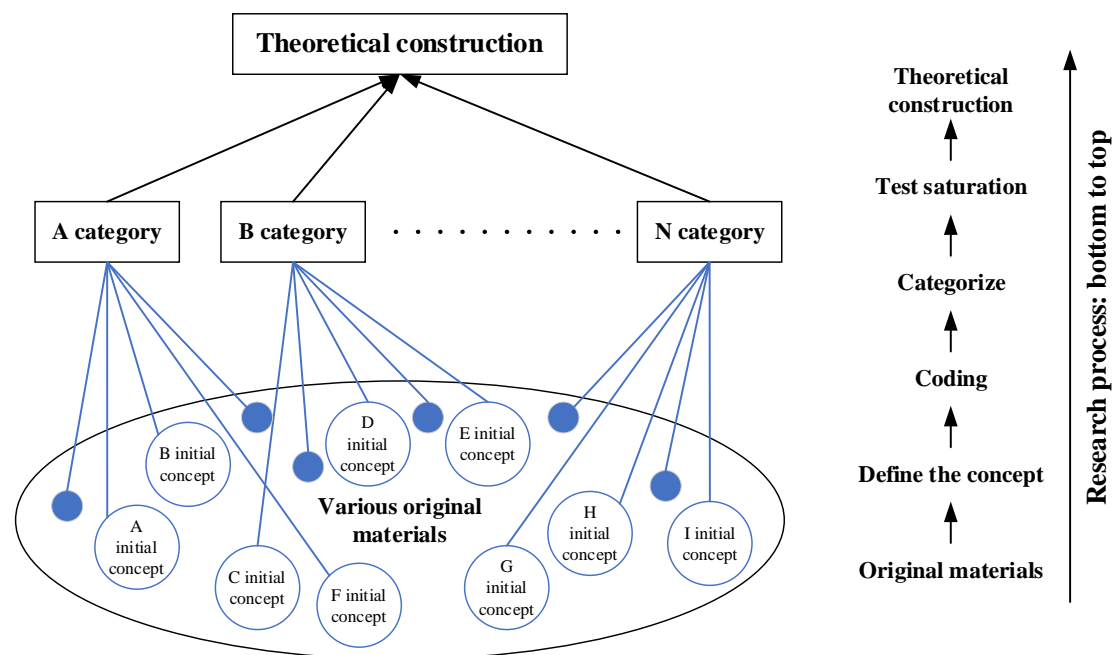 Theoretical construction
A category
B category
N category
D
initial
concept
E initial
concept
B initial
concept
Various original
materials
A
initial
concept
H
initial
concept
I initial
concept
C initial
concept
F initial
concept
G
initial
concept
Theoretical
construction
Test saturation
Categorize
Coding
Define the concept
Original materials
Research process: bottom to top